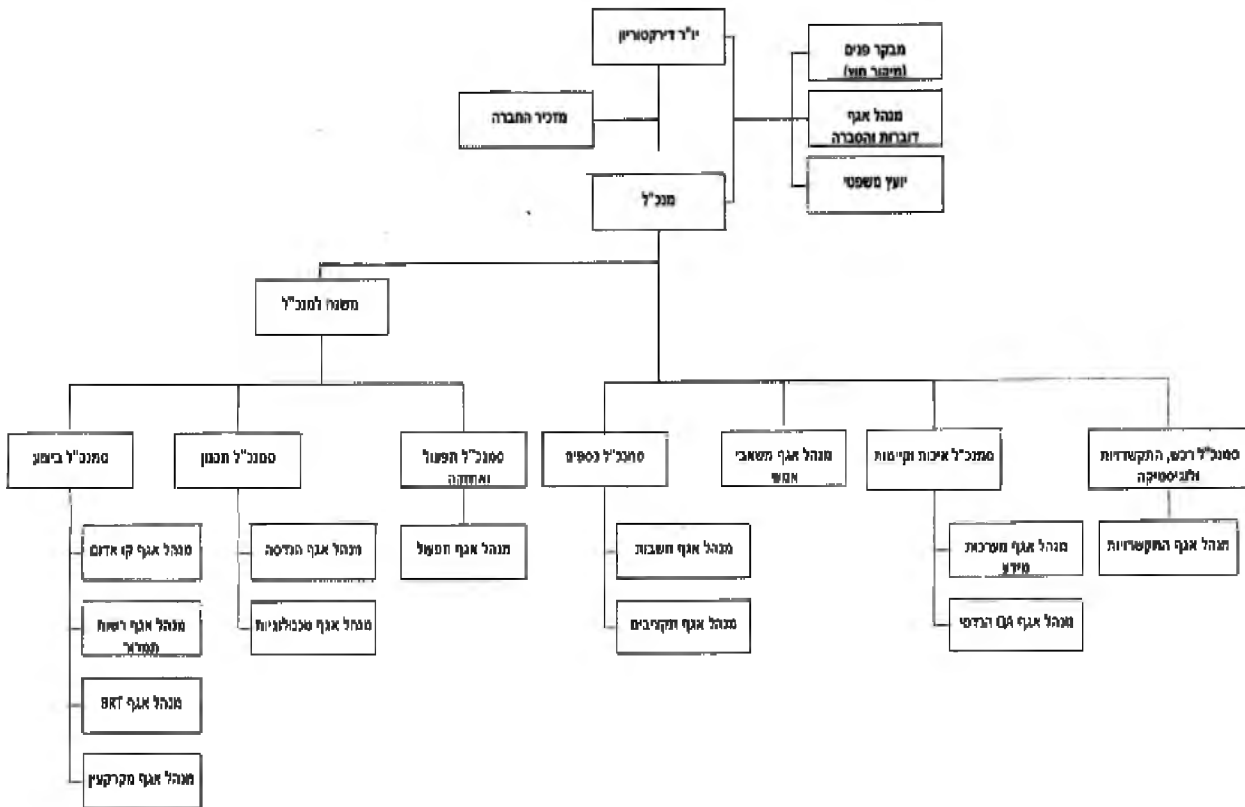 יו"ר דירקטוריון
מבקר פנים
(מיקור חוץ)
מזכיר החברה
מנהל אגף
דוברות והסברה
יועץ משפטי
מנכ"ל
משנה למנכ"ל
סמנכ"ל רכש, התקשרויות
ולוגיסטיקה
סמנכ"ל איכות וקיימות
מנהל אגף משאבי
אנוש
סמנכ"ל כספים
סמנכ"ל תפעול
ואחזקה
סמנכ"ל תכנון
סמנכ"ל ביצוע
מנהל אגף התקשרויות
מנהל אגף מערכות
מידע
מנהל אגף חשבות
מנהל אגף תפעול
מנהל אגף הנדסה
מנהל אגף קו אדום
מנהל אגף QA הנדסי
מנהל אגף תקציבים
מנהל אגף טכנולוגיות
מנהל אגף רשות
תמרור
מנהל אגף BRT
מנהל אגף מקרקעין